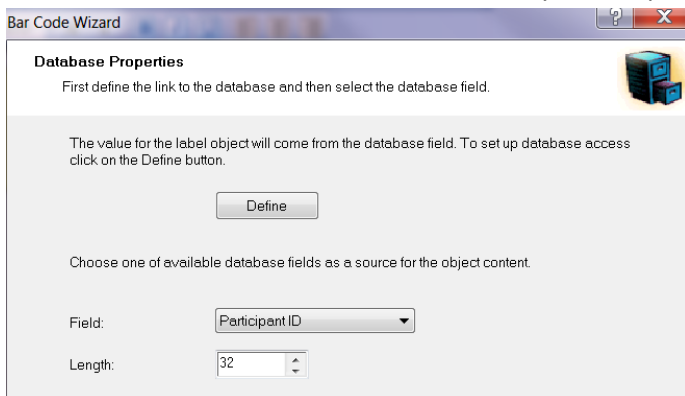 Bar Code Wizard
Database Properties
First define the link to the database and then select the database field.
The value for the label object will come from the database field. To set up database access
click on the Define button.
Define
Choose one of available database fields as a source for the object content.
Field: Participant ID
Length: 32